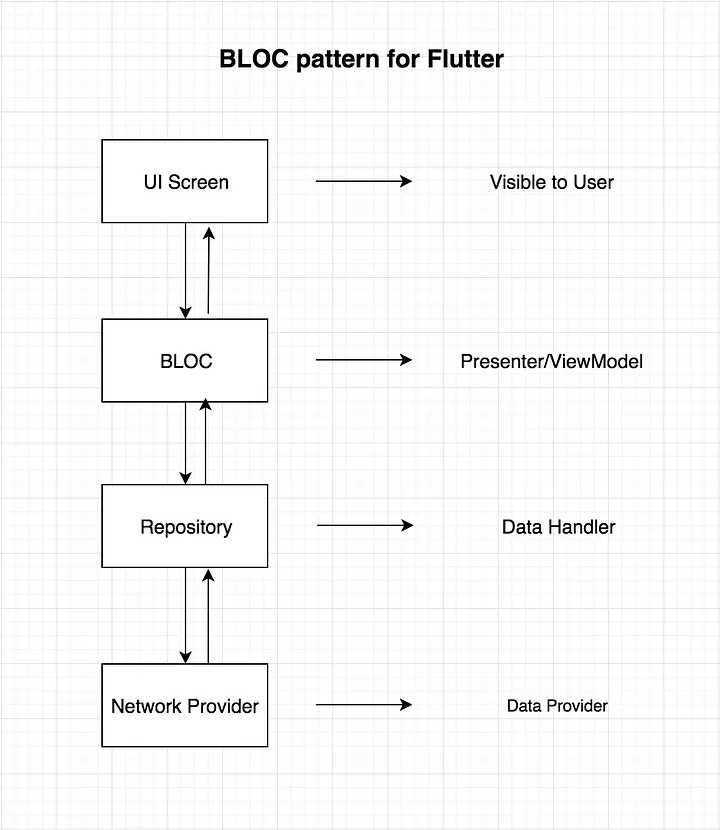 BLOC pattern for Flutter
UI Screen
Visible to User
BLOC
Presenter/ViewModel
Repository
Data Handler
Network Provider
Data Provider